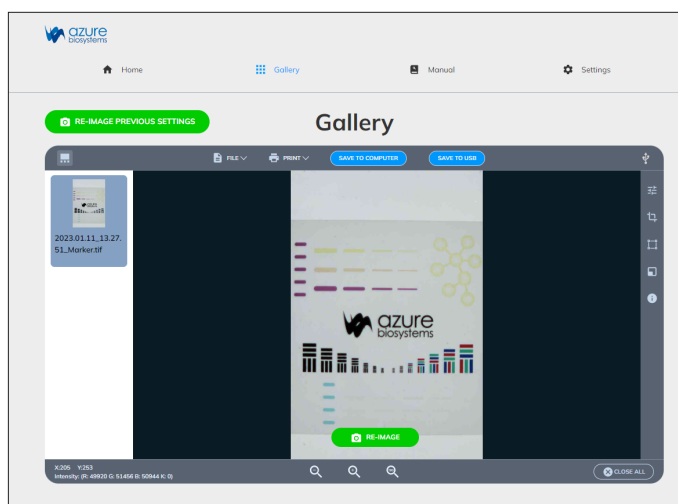 azure
biosystems
Home
Gallery
Manual
Settings
RE-IMAGE PREVIOUS SETTINGS
Gallery
FILE
PRINT
SAVE TO COMPUTER
SAVE TO USB
2023.01.11_13.27.
51_Marker.tif
azure
biosystems
RE-IMAGE
X:205 Y:253
Intensity: (R: 49920 G: 51456 B: 50944 K: 0)
CLOSE ALL